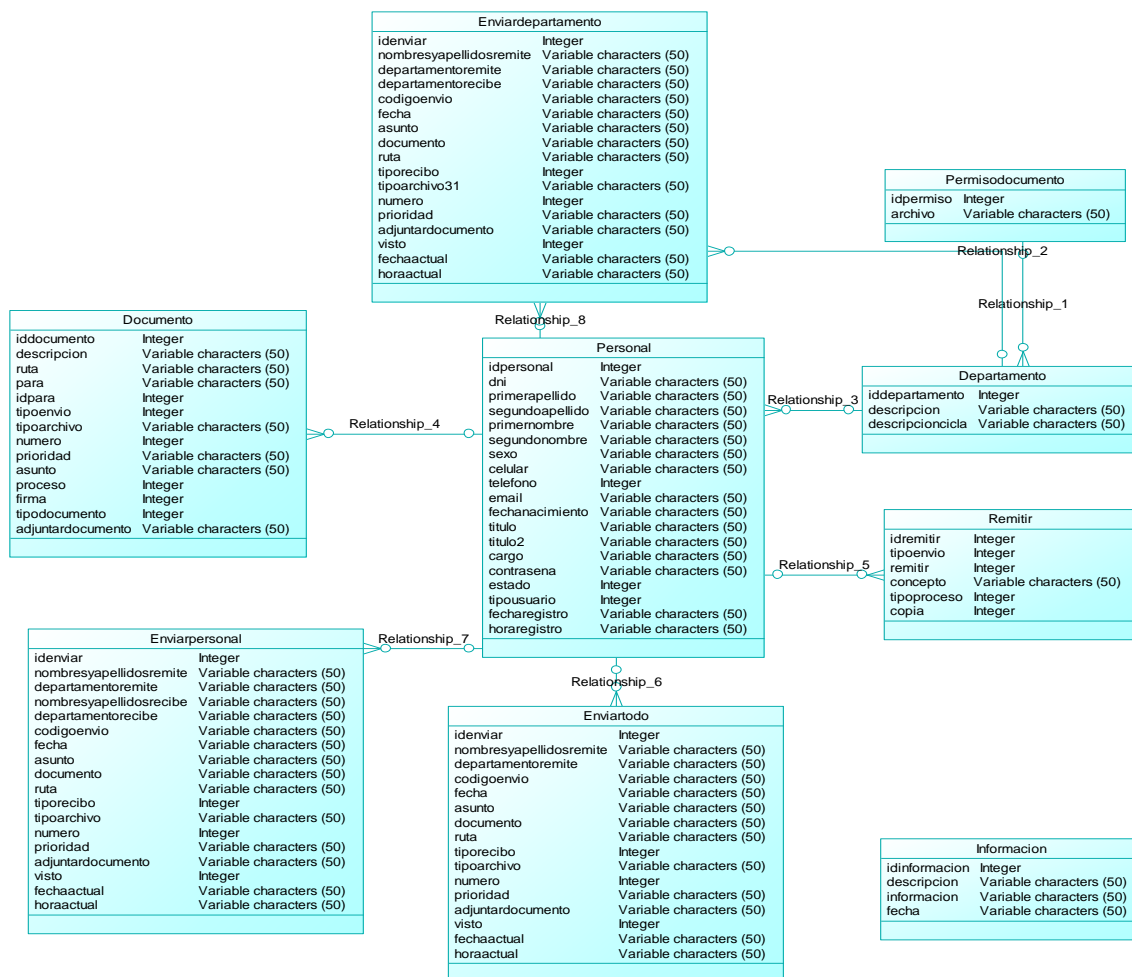 Enviardepartamento
idenviar Integer
nombresyapellidosremite Variable characters (50)
departamentoremite Variable characters (50)
departamentorecibe Variable characters (50)
codigoenvio Variable characters (50)
fecha Variable characters (50)
asunto Variable characters (50)
documento Variable characters (50)
ruta Variable characters (50)
tiporecibo Integer
tipoarchivo31 Variable characters (50)
numero Integer
prioridad Variable characters (50)
adjuntardocumento Variable characters (50)
visto Integer
fechaactual Variable characters (50)
horaactual Variable characters (50)
Permisodocumento
idpermiso Integer
archivo Variable characters (50)
Relationship_2
Relationship_1
Relationship_8
Documento
iddocumento Integer
descripcion Variable characters (50)
ruta Variable characters (50)
para Variable characters (50)
idpara Integer
tipoenvio Integer
tipoarchivo Variable characters (50)
numero Integer
prioridad Variable characters (50)
asunto Variable characters (50)
proceso Integer
firma Integer
tipodocumento Integer
adjuntardocumento Variable characters (50)
Relationship_4
Personal
idpersonal Integer
dni Variable characters (50)
primerapellido Variable characters (50)
segundoapellido Variable characters (50)
primernombre Variable characters (50)
segundonombre Variable characters (50)
sexo Variable characters (50)
celular Variable characters (50)
telefono Integer
email Variable characters (50)
fechanacimiento Variable characters (50)
titulo Variable characters (50)
titulo2 Variable characters (50)
cargo Variable characters (50)
contrasena Variable characters (50)
estado Integer
tipousuario Integer
fecharegistro Variable characters (50)
horaregistro Variable characters (50)
Relationship_3
Departamento
iddepartamento Integer
descripcion Variable characters (50)
descripcioncicla Variable characters (50)
Relationship_5
Remitir
idremitir Integer
tipoenvio Integer
remitir Integer
concepto Variable characters (50)
tipoproceso Integer
copia Integer
Relationship_7
Enviarpersonal
idenviar Integer
nombresyapellidosremite Variable characters (50)
departamentoremite Variable characters (50)
nombresyapellidosrecibe Variable characters (50)
departamentorecibe Variable characters (50)
codigoenvio Variable characters (50)
fecha Variable characters (50)
asunto Variable characters (50)
documento Variable characters (50)
ruta Variable characters (50)
tiporecibo Integer
tipoarchivo Variable characters (50)
numero Integer
prioridad Variable characters (50)
adjuntardocumento Variable characters (50)
visto Integer
fechaactual Variable characters (50)
horaactual Variable characters (50)
Relationship_6
Enviartodo
idenviar Integer
nombresyapellidosremite Variable characters (50)
departamentoremite Variable characters (50)
codigoenvio Variable characters (50)
fecha Variable characters (50)
asunto Variable characters (50)
documento Variable characters (50)
ruta Variable characters (50)
tiporecibo Integer
tipoarchivo Variable characters (50)
numero Integer
prioridad Variable characters (50)
adjuntardocumento Variable characters (50)
visto Integer
fechaactual Variable characters (50)
horaactual Variable characters (50)
Informacion
idinformacion Integer
descripcion Variable characters (50)
informacion Variable characters (50)
fecha Variable characters (50)